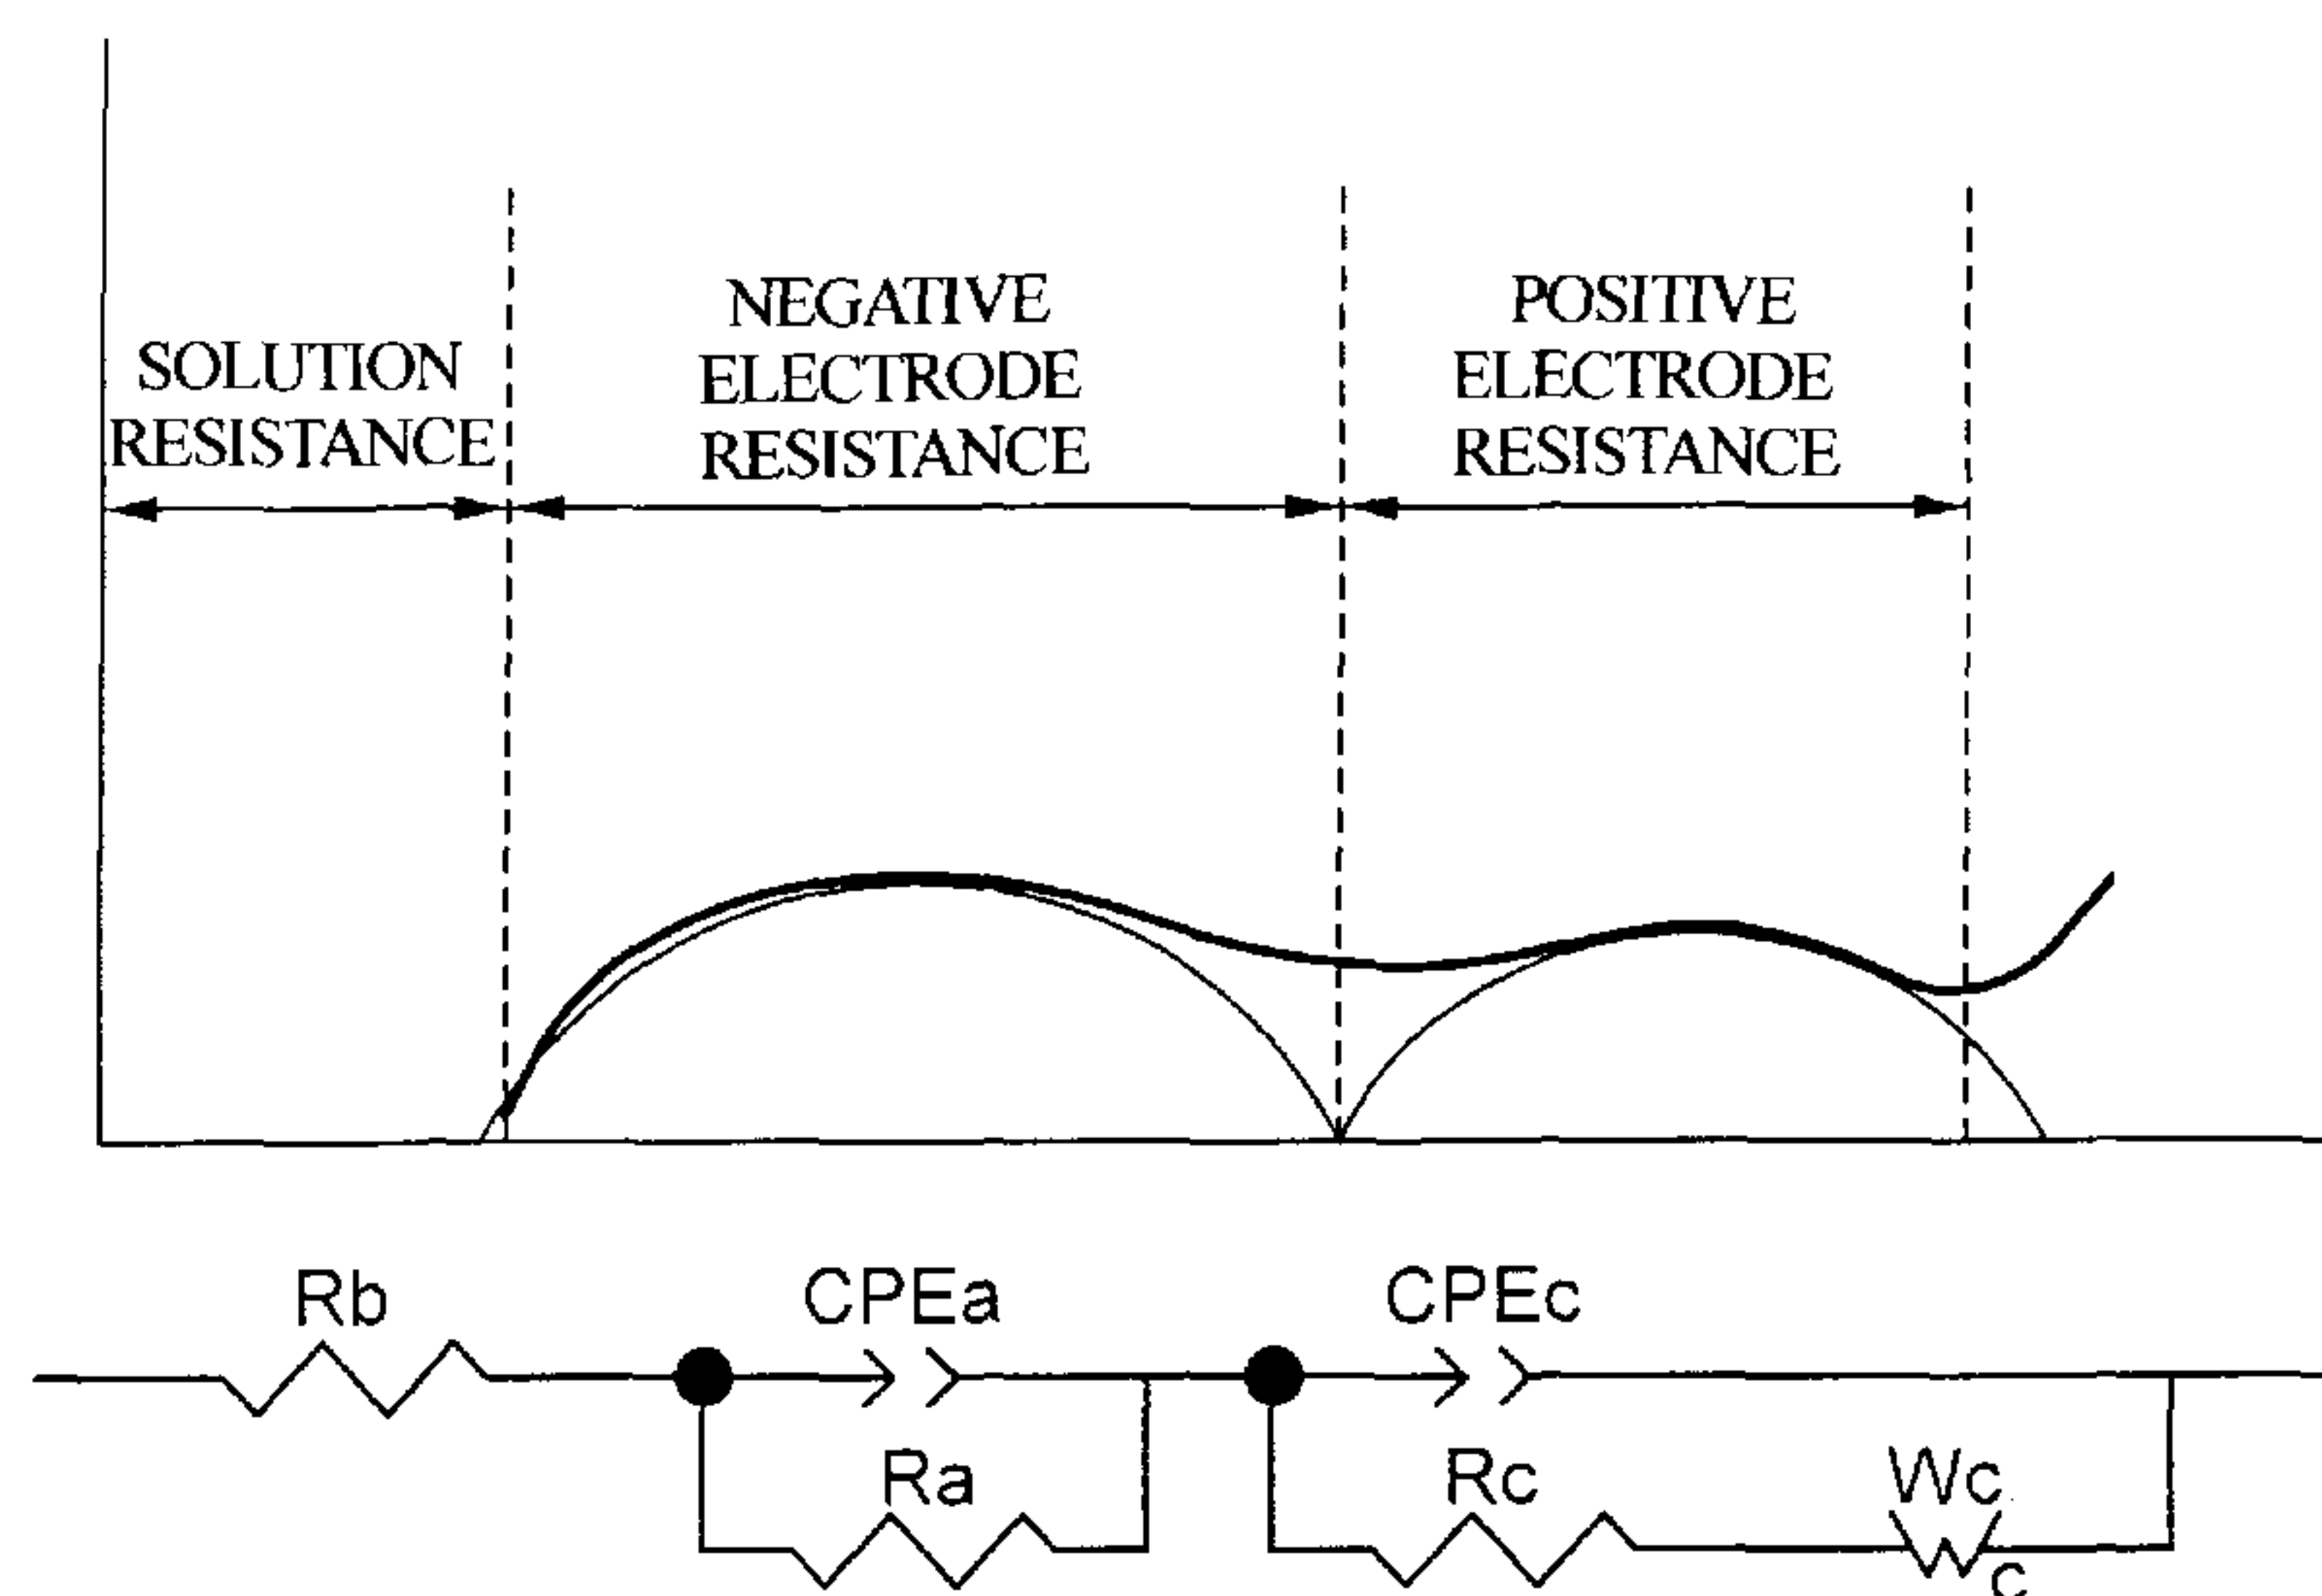 SOLUTION
RESISTANCE
NEGATIVE
ELECTRODE
RESISTANCE
POSITIVE
ELECTRODE
RESISTANCE
Rb
CPEa
CPEc
Ra
Rc
Wc
W
c